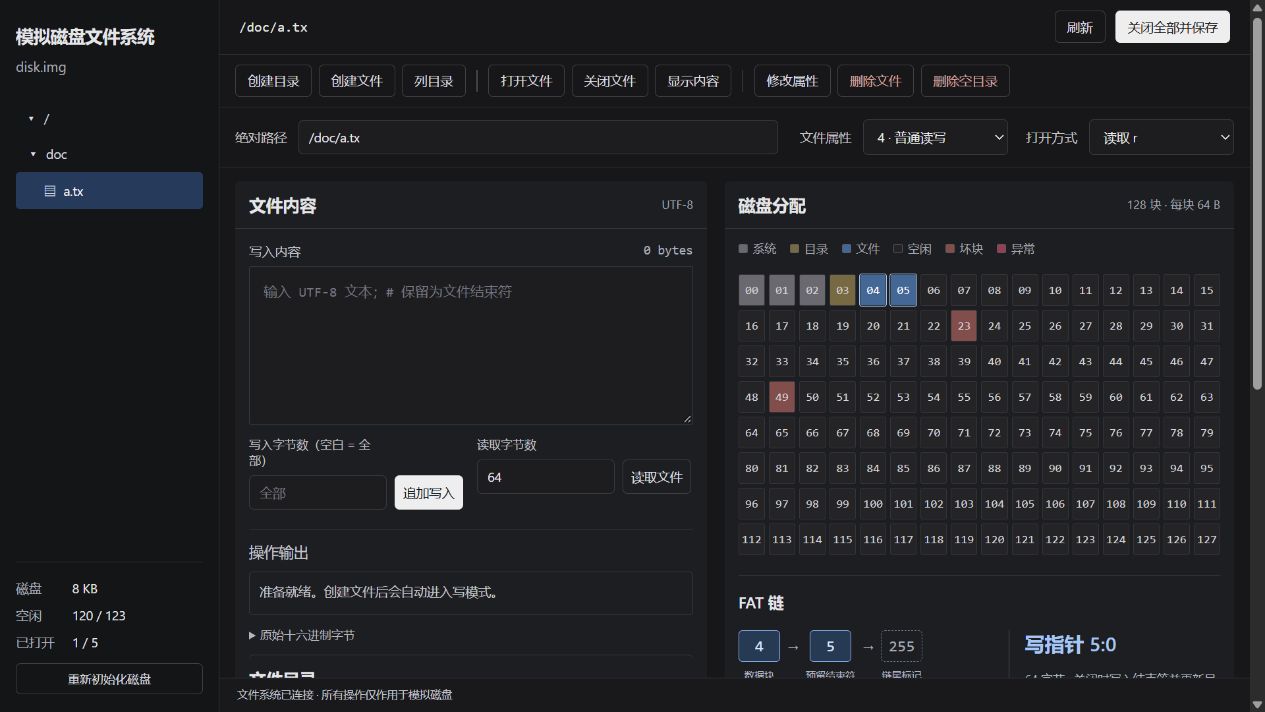 模拟磁盘文件系统
disk.img
/
doc
a.tx
磁盘 8 KB
空闲 120 / 123
已打开 1 / 5
重新初始化磁盘
/doc/a.tx
刷新 关闭全部并保存
创建目录 创建文件 列目录 打开文件 关闭文件 显示内容 修改属性 删除文件 删除空目录
绝对路径 /doc/a.tx 文件属性 4 · 普通读写 打开方式 读取 r
文件内容 UTF-8
写入内容 0 bytes
输入 UTF-8 文本; # 保留为文件结束符
写入字节数（空白 = 全
部）
全部 追加写入
读取字节数
64 读取文件
操作输出
准备就绪。创建文件后会自动进入写模式。
原始十六进制字节
磁盘分配 128 块 · 每块 64 B
系统 目录 文件 空闲 坏块 异常
00 01 02 03 04 05 06 07 08 09 10 11 12 13 14 15
16 17 18 19 20 21 22 23 24 25 26 27 28 29 30 31
32 33 34 35 36 37 38 39 40 41 42 43 44 45 46 47
48 49 50 51 52 53 54 55 56 57 58 59 60 61 62 63
64 65 66 67 68 69 70 71 72 73 74 75 76 77 78 79
80 81 82 83 84 85 86 87 88 89 90 91 92 93 94 95
96 97 98 99 100 101 102 103 104 105 106 107 108 109 110 111
112 113 114 115 116 117 118 119 120 121 122 123 124 125 126 127
FAT 链
4 → 5 → 255
数据块 预留结束符 链尾标记
写指针 5:0
文件系统已连接 · 所有操作仅作用于模拟磁盘